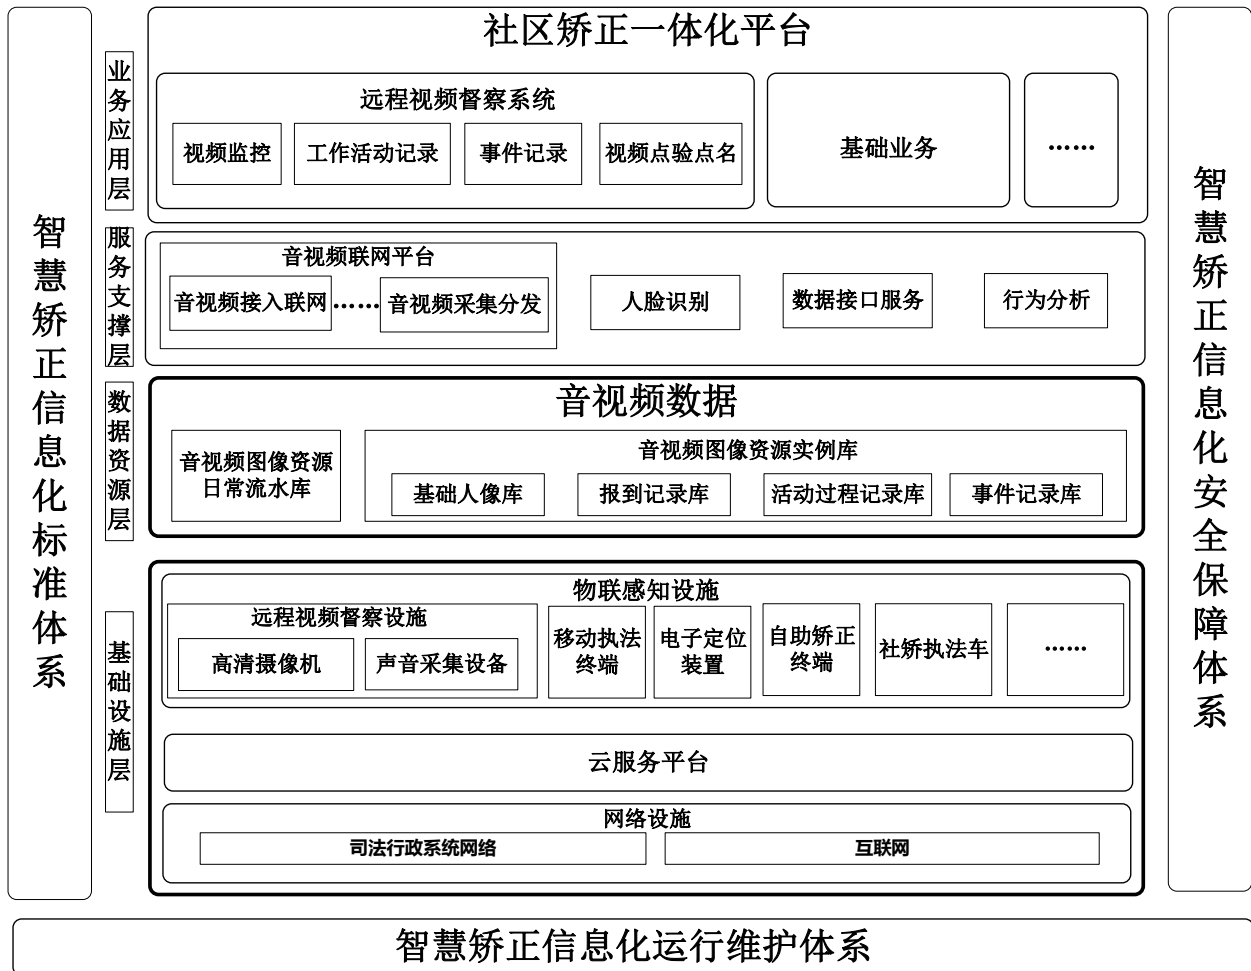 社区矫正一体化平台
业务应用层
远程视频督察系统
视频监控
工作活动记录
事件记录
视频点验点名
基础业务
……
服务支撑层
音视频联网平台
音视频接入联网
……
音视频采集分发
人脸识别
数据接口服务
行为分析
数据资源层
音视频数据
音视频图像资源
日常流水库
音视频图像资源实例库
基础人像库
报到记录库
活动过程记录库
事件记录库
基础设施层
物联感知设施
远程视频督察设施
高清摄像机
声音采集设备
移动执法
终端
电子定位
装置
自助矫正
终端
社矫执法车
……
云服务平台
网络设施
司法行政系统网络
互联网
智慧矫正信息化标准体系
智慧矫正信息化安全保障体系
智慧矫正信息化运行维护体系